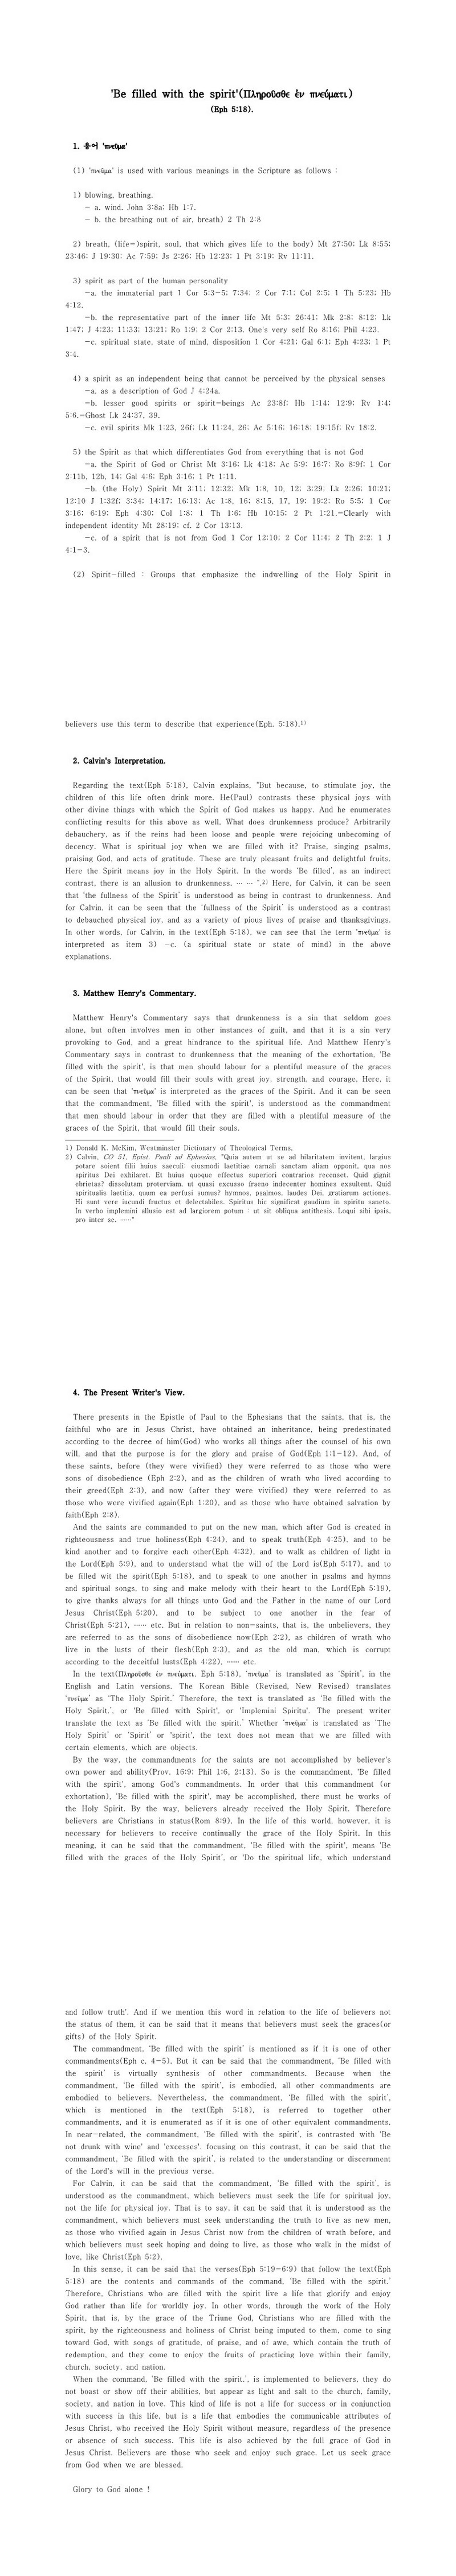 'Be filled with the spirit'(Πληροῦσθε ἐν πνεύματι)
(Eph 5:18).
1. 용어 'πνεῦμα'
(1) 'πνεῦμα' is used with various meanings in the Scripture as follows :
1) blowing, breathing.
- a. wind. John 3:8a; Hb 1:7.
- b. the breathing out of air, breath) 2 Th 2:8
2) breath, (life-)spirit, soul, that which gives life to the body) Mt 27:50; Lk 8:55;
23:46; J 19:30; Ac 7:59; Js 2:26; Hb 12:23; 1 Pt 3:19; Rv 11:11.
3) spirit as part of the human personality
-a. the immaterial part 1 Cor 5:3-5; 7:34; 2 Cor 7:1; Col 2:5; 1 Th 5:23; Hb
4:12.
-b. the representative part of the inner life Mt 5:3; 26:41; Mk 2:8; 8:12; Lk
1:47; J 4:23; 11:33; 13:21; Ro 1:9; 2 Cor 2:13. One's very self Ro 8:16; Phil 4:23.
-c. spiritual state, state of mind, disposition 1 Cor 4:21; Gal 6:1; Eph 4:23; 1 Pt
3:4.
4) a spirit as an independent being that cannot be perceived by the physical senses
-a. as a description of God J 4:24a.
-b. lesser good spirits or spirit-beings Ac 23:8f; Hb 1:14; 12:9; Rv 1:4;
5:6.-Ghost Lk 24:37, 39.
-c. evil spirits Mk 1:23, 26f; Lk 11:24, 26; Ac 5:16; 16:18; 19:15f; Rv 18:2.
5) the Spirit as that which differentiates God from everything that is not God
-a. the Spirit of God or Christ Mt 3:16; Lk 4:18; Ac 5:9; 16:7; Ro 8:9f; 1 Cor
2:11b, 12b, 14; Gal 4:6; Eph 3:16; 1 Pt 1:11.
-b. (the Holy) Spirit Mt 3:11; 12:32; Mk 1:8, 10, 12; 3:29; Lk 2:26; 10:21;
12:10 J 1:32f; 3:34; 14:17; 16:13; Ac 1:8, 16; 8:15, 17, 19; 19:2; Ro 5:5; 1 Cor
3:16; 6:19; Eph 4:30; Col 1:8; 1 Th 1:6; Hb 10:15; 2 Pt 1:21.-Clearly with
independent identity Mt 28:19; cf. 2 Cor 13:13.
-c. of a spirit that is not from God 1 Cor 12:10; 2 Cor 11:4; 2 Th 2:2; 1 J
4:1-3.
(2) Spirit-filled : Groups that emphasize the indwelling of the Holy Spirit in
believers use this term to describe that experience(Eph. 5:18).1)
2. Calvin's Interpretation.
Regarding the text(Eph 5:18), Calvin explains, "But because, to stimulate joy, the
children of this life often drink more. He(Paul) contrasts these physical joys with
other divine things with which the Spirit of God makes us happy. And he enumerates
conflicting results for this above as well. What does drunkenness produce? Arbitrarily
debauchery, as if the reins had been loose and people were rejoicing unbecoming of
decency. What is spiritual joy when we are filled with it? Praise, singing psalms,
praising God, and acts of gratitude. These are truly pleasant fruits and delightful fruits.
Here the Spirit means joy in the Holy Spirit. In the words 'Be filled', as an indirect
contrast, there is an allusion to drunkenness. … … ".2) Here, for Calvin, it can be seen
that 'the fullness of the Spirit' is understood as being in contrast to drunkenness. And
for Calvin, it can be seen that the 'fullness of the Spirit' is understood as a contrast
to debauched physical joy, and as a variety of pious lives of praise and thanksgivings.
In other words, for Calvin, in the text(Eph 5:18), we can see that the term 'πνεῦμα' is
interpreted as item 3) -c. (a spiritual state or state of mind) in the above
explanations.
3. Matthew Henry's Commentary.
Matthew Henry's Commentary says that drunkenness is a sin that seldom goes
alone, but often involves men in other instances of guilt, and that it is a sin very
provoking to God, and a great hindrance to the spiritual life. And Matthew Henry's
Commentary says in contrast to drunkenness that the meaning of the exhortation, 'Be
filled with the spirit', is that men should labour for a plentiful measure of the graces
of the Spirit, that would fill their souls with great joy, strength, and courage. Here, it
can be seen that 'πνεῦμα' is interpreted as the graces of the Spirit. And it can be seen
that the commandment, 'Be filled with the spirit', is understood as the commandment
that men should labour in order that they are filled with a plentiful measure of the
graces of the Spirit, that would fill their souls.
1) Donald K. McKim, Westminster Dictionary of Theological Terms,
2) Calvin, CO 51, Epist. Pauli ad Ephesios, "Quia autem ut se ad hilaritatem invitent, largius
potare soient filii huius saeculi: eiusmodi laetitiae carnali sanctam aliam opponit, qua nos
spiritus Dei exhilaret. Et huius quoque effectus superiori contrarios recenset. Quid gignit
ebrietas? dissolutam proterviam, ut quasi excusso fraeno indecenter homines exsultent. Quid
spiritualis laetitia, quum ea perfusi sumus? hymnos, psalmos, laudes Dei, gratiarum actiones.
Hi sunt vere iucundi fructus et delectabiles. Spiritus hic significat gaudium in spiritu sancto.
In verbo implemini allusio est ad largiorem potum : ut sit obliqua antithesis. Loqui sibi ipsis,
pro inter se. ……"
4. The Present Writer's View.
There presents in the Epistle of Paul to the Ephesians that the saints, that is, the
faithful who are in Jesus Christ, have obtained an inheritance, being predestinated
according to the decree of him(God) who works all things after the counsel of his own
will, and that the purpose is for the glory and praise of God(Eph 1:1-12). And, of
these saints, before (they were vivified) they were referred to as those who were
sons of disobedience (Eph 2:2), and as the children of wrath who lived according to
their greed(Eph 2:3), and now (after they were vivified) they were referred to as
those who were vivified again(Eph 1:20), and as those who have obtained salvation by
faith(Eph 2:8).
And the saints are commanded to put on the new man, which after God is created in
righteousness and true holiness(Eph 4:24), and to speak truth(Eph 4:25), and to be
kind another and to forgive each other(Eph 4:32), and to walk as children of light in
the Lord(Eph 5:9), and to understand what the will of the Lord is(Eph 5:17), and to
be filled wit the spirit(Eph 5:18), and to speak to one another in psalms and hymns
and spiritual songs, to sing and make melody with their heart to the Lord(Eph 5:19),
to give thanks always for all things unto God and the Father in the name of our Lord
Jesus Christ(Eph 5:20), and to be subject to one another in the fear of
Christ(Eph 5:21), …… etc. But in relation to non-saints, that is, the unbelievers, they
are referred to as the sons of disobedience now(Eph 2:2), as children of wrath who
live in the lusts of their flesh(Eph 2:3), and as the old man, which is corrupt
according to the deceitful lusts(Eph 4:22), …… etc.
In the text(Πληροῦσθε ἐν πνεύματι. Eph 5:18), 'πνεῦμα' is translated as 'Spirit', in the
English and Latin versions. The Korean Bible (Revised, New Revised) translates
'πνεῦμα' as 'The Holy Spirit.' Therefore, the text is translated as 'Be filled with the
Holy Spirit,', or 'Be filled with Spirit', or 'Implemini Spiritu'. The present writer
translate the text as 'Be filled with the spirit.' Whether 'πνεῦμα' is translated as 'The
Holy Spirit' or 'Spirit' or 'spirit', the text does not mean that we are filled with
certain elements, which are objects.
By the way, the commandments for the saints are not accomplished by believer's
own power and ability(Prov. 16:9; Phil 1:6, 2:13). So is the commandment, 'Be filled
with the spirit', among God's commandments. In order that this commandment (or
exhortation), 'Be filled with the spirit', may be accomplished, there must be works of
the Holy Spirit. By the way, believers already received the Holy Spirit. Therefore
believers are Christians in status(Rom 8:9). In the life of this world, however, it is
necessary for believers to receive continually the grace of the Holy Spirit. In this
meaning, it can be said that the commandment, 'Be filled with the spirit', means 'Be
filled with the graces of the Holy Spirit', or 'Do the spiritual life, which understand
and follow truth'. And if we mention this word in relation to the life of believers not
the status of them, it can be said that it means that believers must seek the graces(or
gifts) of the Holy Spirit.
The commandment, 'Be filled with the spirit' is mentioned as if it is one of other
commandments(Eph c. 4-5). But it can be said that the commandment, 'Be filled with
the spirit' is virtually synthesis of other commandments. Because when the
commandment, 'Be filled with the spirit', is embodied, all other commandments are
embodied to believers. Nevertheless, the commandment, 'Be filled with the spirit',
which is mentioned in the text(Eph 5:18), is referred to together other
commandments, and it is enumerated as if it is one of other equivalent commandments.
In near-related, the commandment, 'Be filled with the spirit', is contrasted with 'Be
not drunk with wine' and 'excesses'. focusing on this contrast, it can be said that the
commandment, 'Be filled with the spirit', is related to the understanding or discernment
of the Lord's will in the previous verse.
For Calvin, it can be said that the commandment, 'Be filled with the spirit', is
understood as the commandment, which believers must seek the life for spiritual joy,
not the life for physical joy. That is to say, it can be said that it is understood as the
commandment, which believers must seek understanding the truth to live as new men,
as those who vivified again in Jesus Christ now from the children of wrath before, and
which believers must seek hoping and doing to live, as those who walk in the midst of
love, like Christ(Eph 5:2).
In this sense, it can be said that the verses(Eph 5:19-6:9) that follow the text(Eph
5:18) are the contents and commands of the command, 'Be filled with the spirit.'
Therefore, Christians who are filled with the spirit live a life that glorify and enjoy
God rather than life for worldly joy. In other words, through the work of the Holy
Spirit, that is, by the grace of the Triune God, Christians who are filled with the
spirit, by the righteousness and holiness of Christ being imputed to them, come to sing
toward God, with songs of gratitude, of praise, and of awe, which contain the truth of
redemption, and they come to enjoy the fruits of practicing love within their family,
church, society, and nation.
When the command, 'Be filled with the spirit.', is implemented to believers, they do
not boast or show off their abilities, but appear as light and salt to the church, family,
society, and nation in love. This kind of life is not a life for success or in conjunction
with success in this life, but is a life that embodies the communicable attributes of
Jesus Christ, who received the Holy Spirit without measure, regardless of the presence
or absence of such success. This life is also achieved by the full grace of God in
Jesus Christ. Believers are those who seek and enjoy such grace. Let us seek grace
from God when we are blessed.
Glory to God alone !